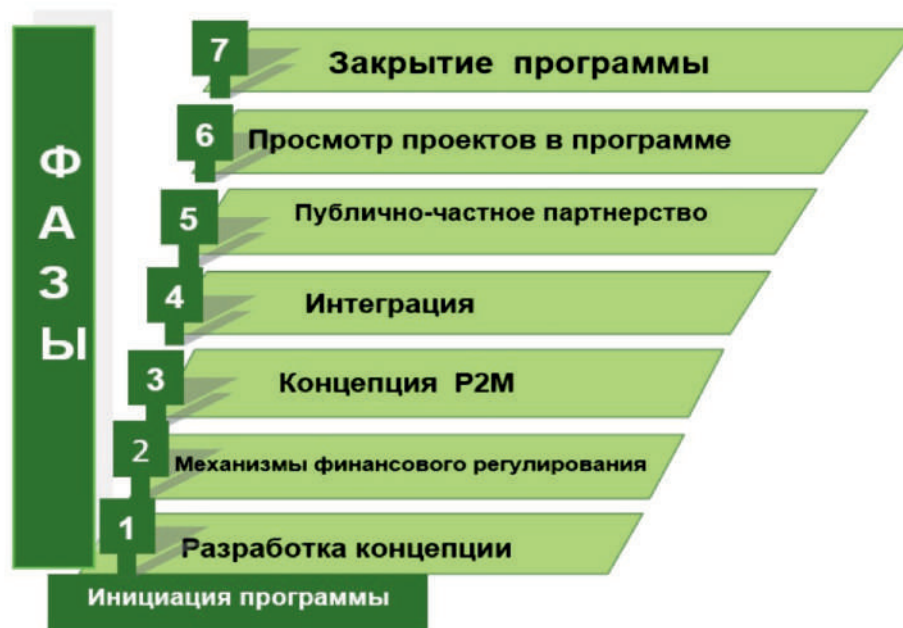 ФАЗЫ
7
Закрытие программы
6
Просмотр проектов в программе
5
Публично-частное партнерство
4
Интеграция
3
Концепция P2M
2
Механизмы финансового регулирования
1
Разработка концепции
Инициация программы